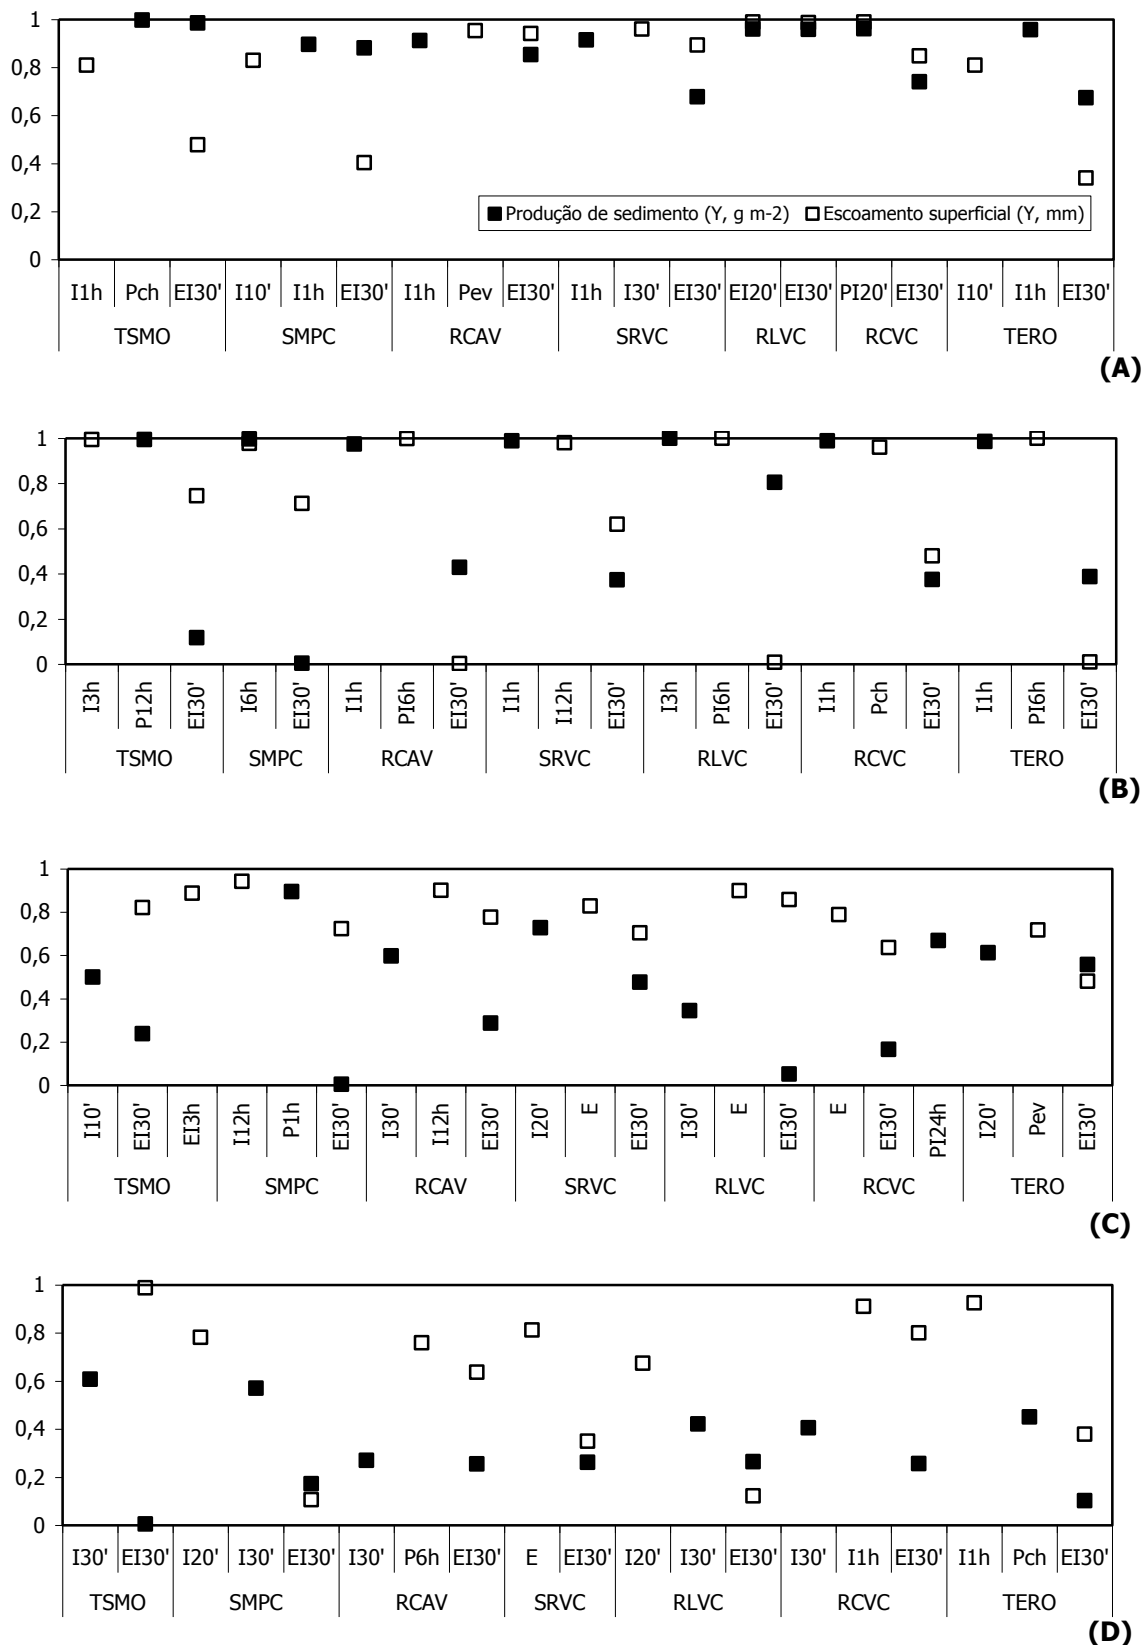 1
0,8
0,6
0,4
0,2
0
Produção de sedimento (Y, g m-2) Escoamento superficial (Y, mm)
I1h Pch EI30' I10' I1h EI30' I1h Pev EI30' I1h I30' EI30' EI20' EI30' PI20' EI30' I10' I1h EI30'
TSMO SMPC RCAV SRVC RLVC RCVC TERO
(A)
1
0,8
0,6
0,4
0,2
0
I3h P12h EI30' I6h EI30' I1h PI6h EI30' I1h I12h EI30' I3h PI6h EI30' I1h Pch EI30' I1h PI6h EI30'
TSMO SMPC RCAV SRVC RLVC RCVC TERO
(B)
1
0,8
0,6
0,4
0,2
0
I10' EI30' EI3h I12h P1h EI30' I30' I12h EI30' I20' E EI30' I30' E EI30' E EI30' PI24h I20' Pev EI30'
TSMO SMPC RCAV SRVC RLVC RCVC TERO
(C)
1
0,8
0,6
0,4
0,2
0
I30' EI30' I20' I30' EI30' I30' P6h EI30' E EI30' I20' I30' EI30' I30' I1h EI30' I1h Pch EI30'
TSMO SMPC RCAV SRVC RLVC RCVC TERO
(D)